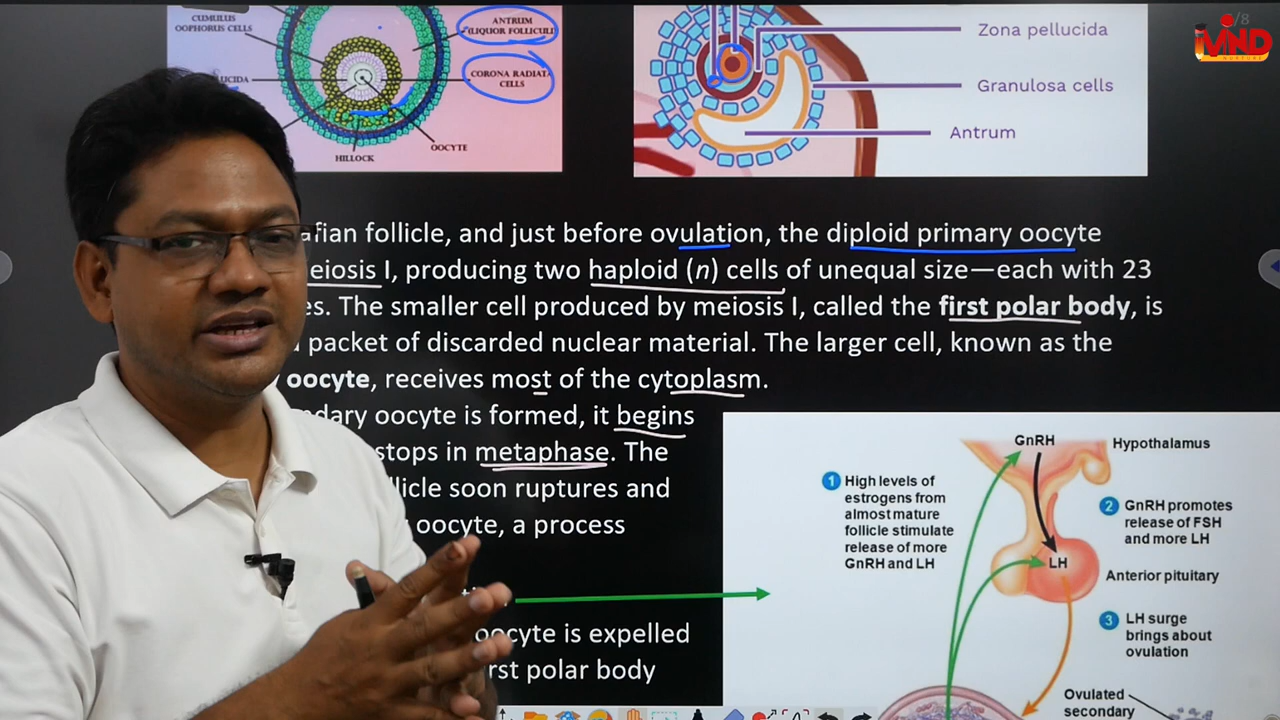 CUMULUS
OOPHORUS CELLS
ANTRUM
(LIQUOR FOLLICULI
CORONA RADIATA
CELLS
OOCYTE
HILLOCK
Zona pellucida
Granulosa cells
Antrum
/8
iVND
NURTURE
afian follicle, and just before ovulation, the diploid primary oocyte
eiosis I, producing two haploid (n) cells of unequal size—each with 23
es. The smaller cell produced by meiosis I, called the first polar body, is
packet of discarded nuclear material. The larger cell, known as the
oocyte, receives most of the cytoplasm.
ndary oocyte is formed, it begins
stops in metaphase. The
llicle soon ruptures and
oocyte, a process
oocyte is expelled
rst polar body
GnRH
Hypothalamus
1 High levels of
estrogens from
almost mature
follicle stimulate
release of more
GnRH and LH
2 GnRH promotes
release of FSH
and more LH
LH
Anterior pituitary
3 LH surge
brings about
ovulation
Ovulated
secondary